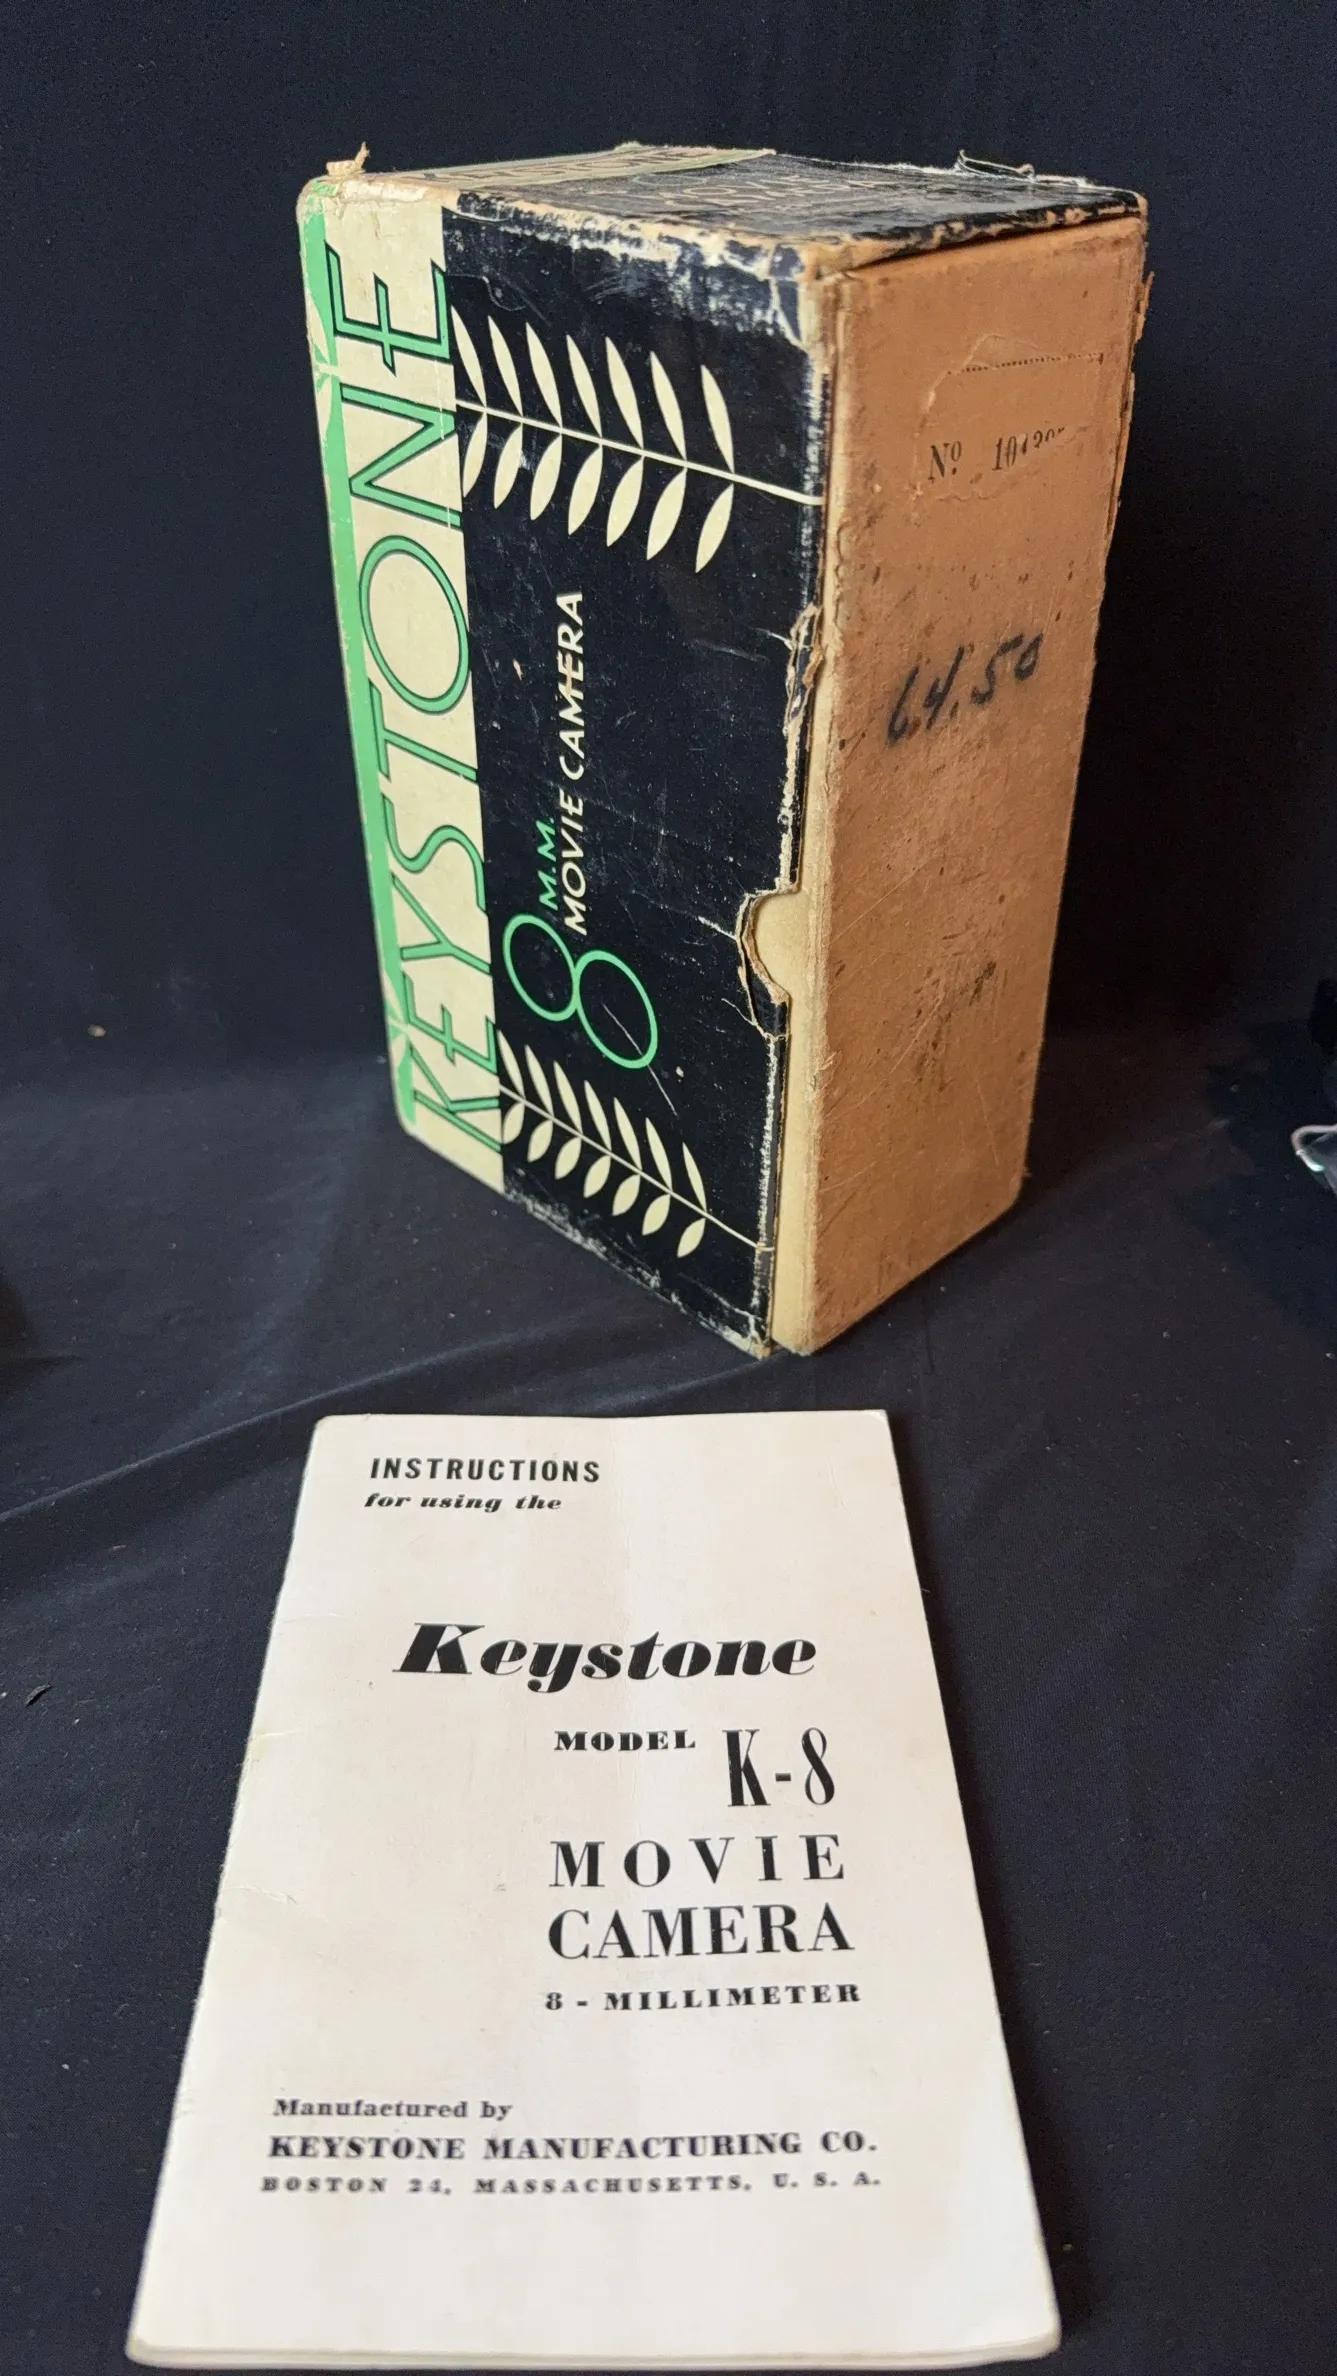 KEYSTONE
8 M.M.
MOVIE CAMERA
No
64.50
INSTRUCTIONS
for using the
Keystone
MODEL K-8
MOVIE
CAMERA
8 - MILLIMETER
Manufactured by
KEYSTONE MANUFACTURING CO.
BOSTON 24, MASSACHUSETTS, U. S. A.